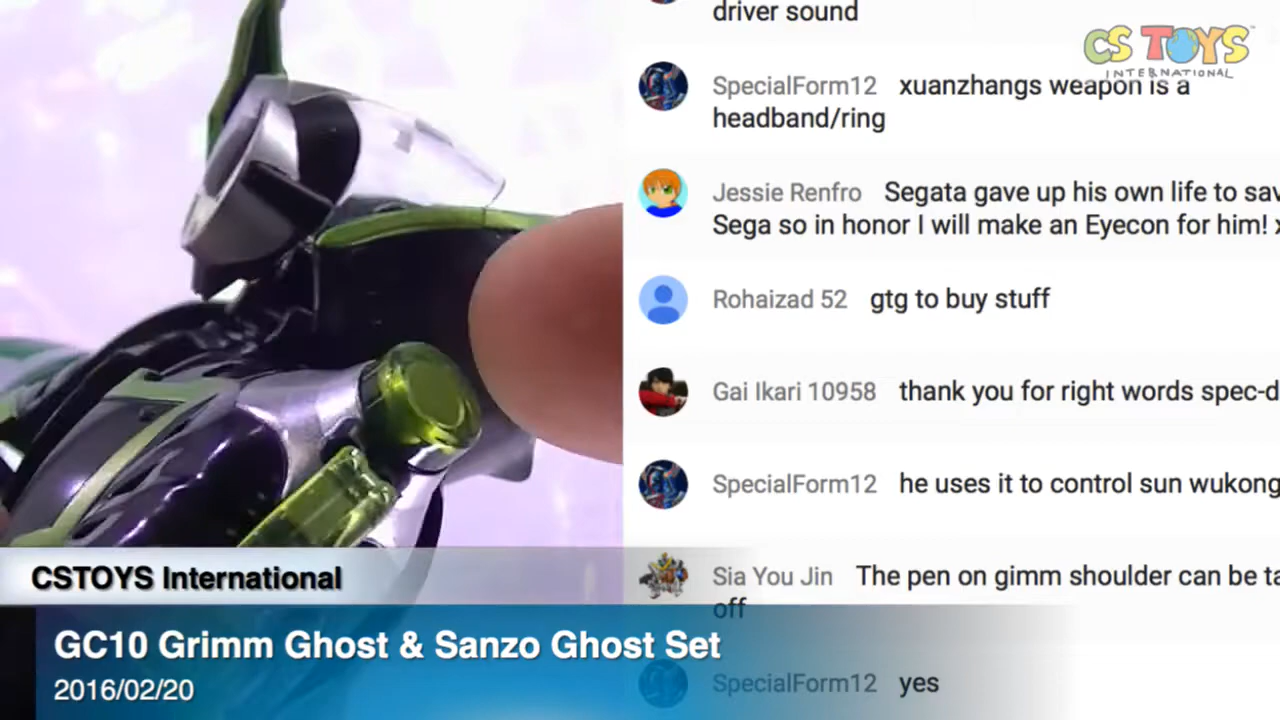 driver sound
CS TOYS
INTERNATIONAL
SpecialForm12 xuanzhangs weapon is a
headband/ring
Jessie Renfro Segata gave up his own life to sav
Sega so in honor I will make an Eyecon for him! x
Rohaizad 52 gtg to buy stuff
Gai Ikari 10958 thank you for right words spec-d
SpecialForm12 he uses it to control sun wukong
Sia You Jin The pen on gimm shoulder can be ta
off
SpecialForm12 yes
CSTOYS International
GC10 Grimm Ghost & Sanzo Ghost Set
2016/02/20